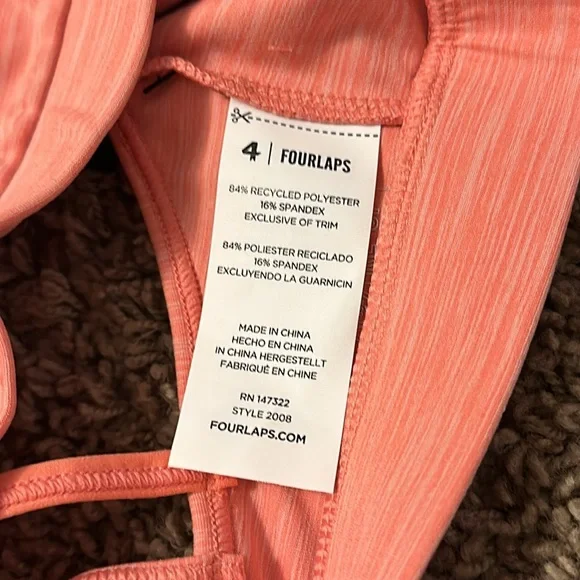 4 | FOURLAPS
84% RECYCLED POLYESTER
16% SPANDEX
EXCLUSIVE OF TRIM
84% POLIESTER RECICLADO
16% SPANDEX
EXCLUYENDO LA GUARNICIN
MADE IN CHINA
HECHO EN CHINA
IN CHINA HERGESTELLT
FABRIQUÉ EN CHINE
RN 147322
STYLE 2008
FOURLAPS.COM